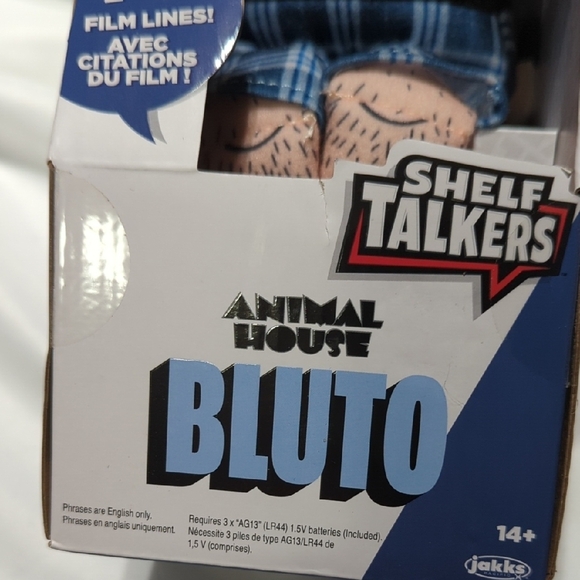 FILM LINES!
AVEC
CITATIONS
DU FILM !
SHELF
TALKERS
ANIMAL
HOUSE
BLUTO
Phrases are English only.
Phrases en anglais uniquement.
Requires 3 x "AG13" (LR44) 1.5V batteries (Included).
Nécessite 3 piles de type AG13/LR44 de
1,5 V (comprises).
14+
jakks